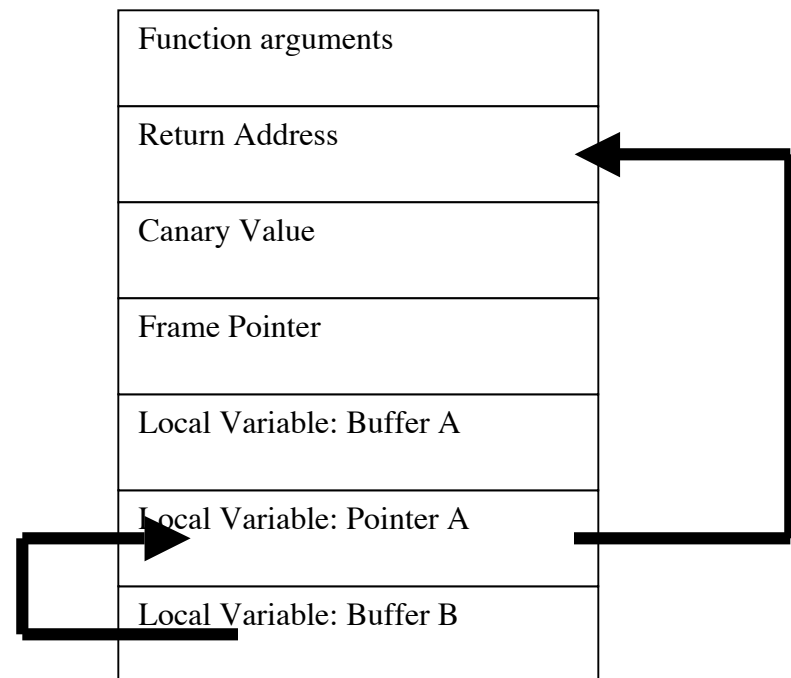 Function arguments
Return Address
Canary Value
Frame Pointer
Local Variable: Buffer A
Local Variable: Pointer A
Local Variable: Buffer B